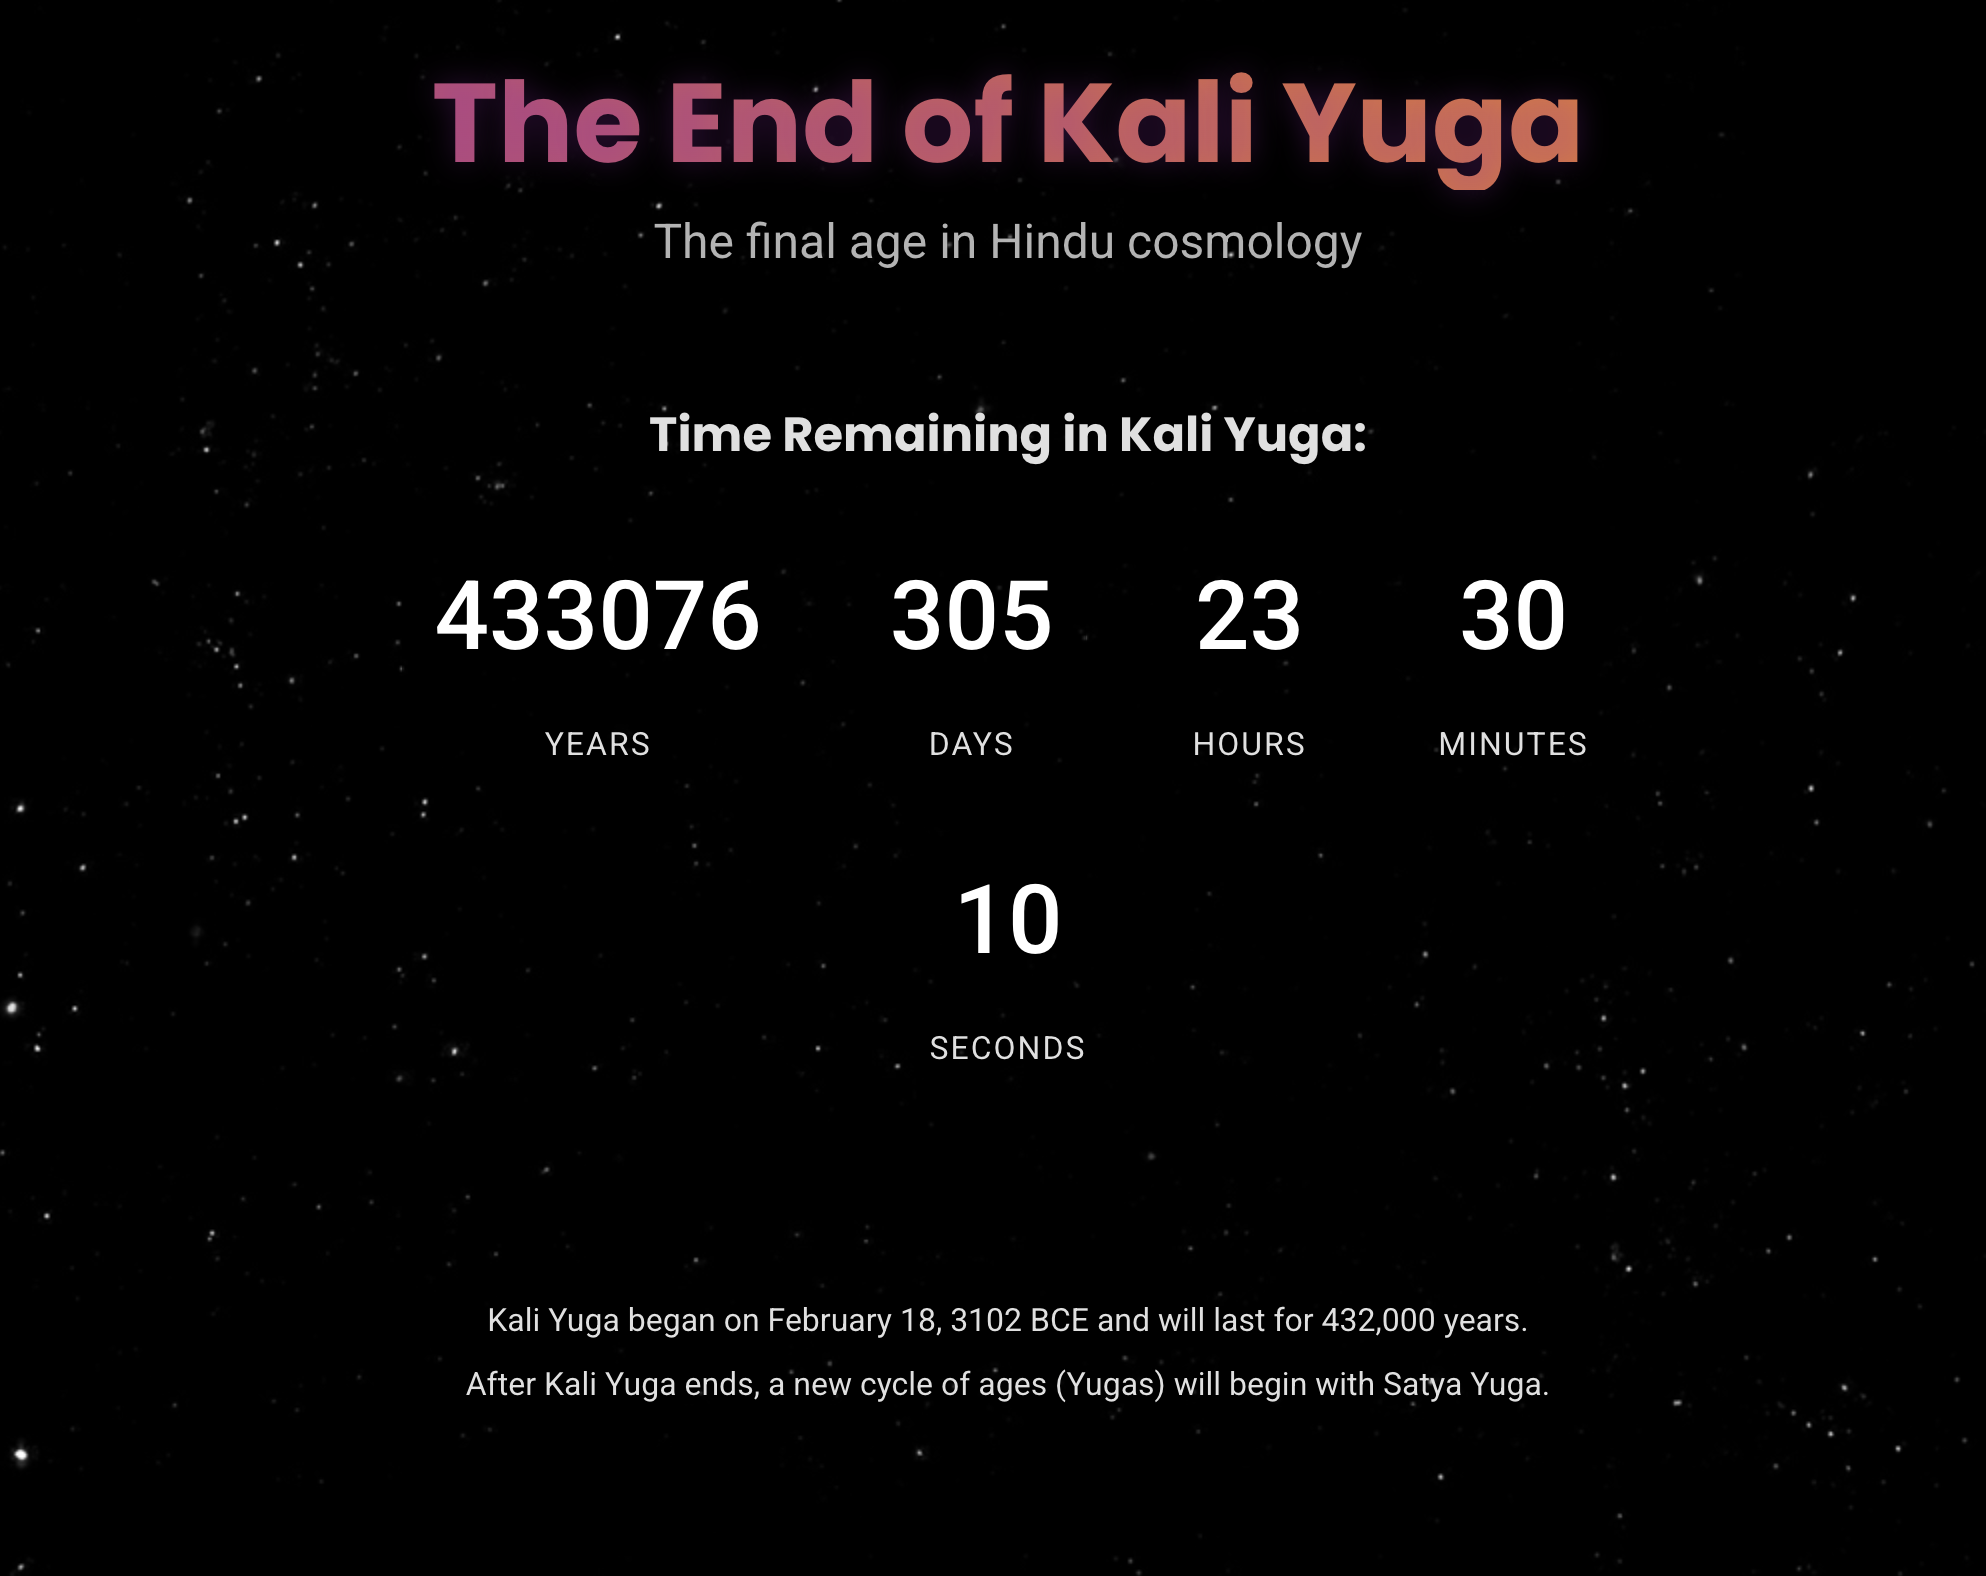 The End of Kali Yuga
The final age in Hindu cosmology
Time Remaining in Kali Yuga:
433076 305 23 30
YEARS DAYS HOURS MINUTES
10
SECONDS
Kali Yuga began on February 18, 3102 BCE and will last for 432,000 years.
After Kali Yuga ends, a new cycle of ages (Yugas) will begin with Satya Yuga.